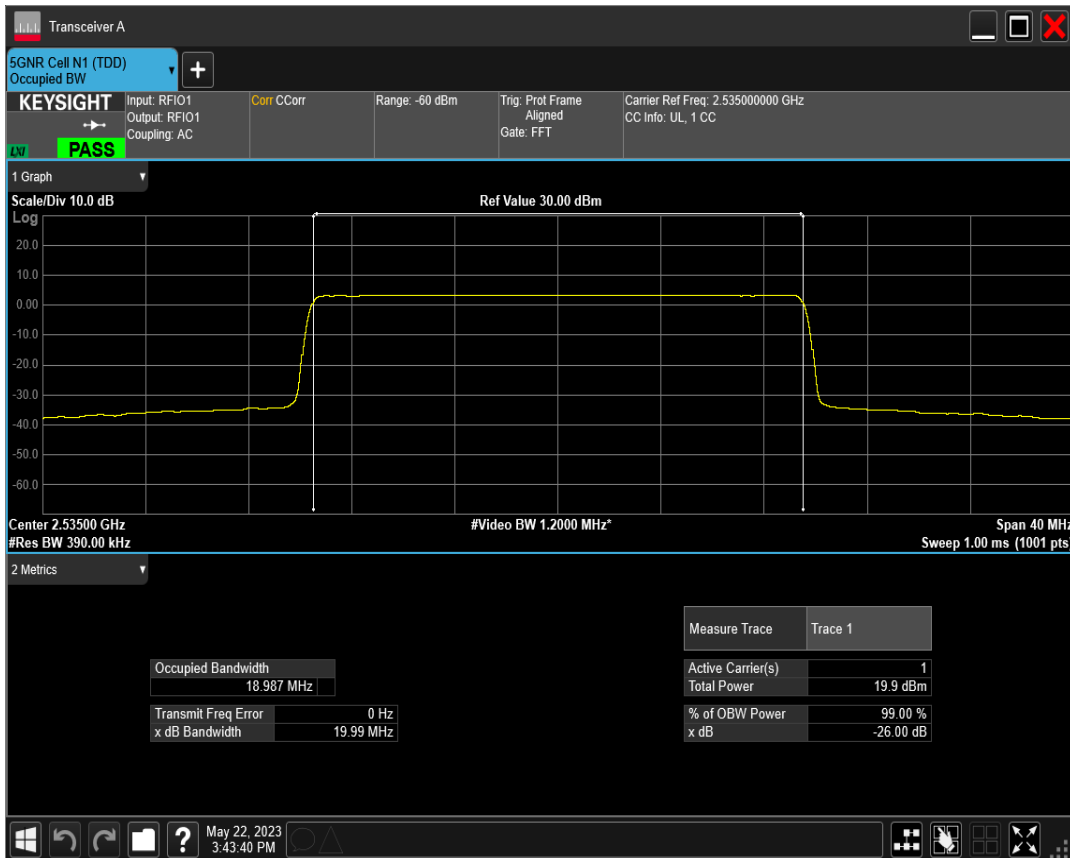 Transceiver A
5GNR Cell N1 (TDD)
Occupied BW
+
KEYSIGHT
LXI
PASS
Input: RFIO1
Output: RFIO1
Coupling: AC
Corr CCorr
Range: -60 dBm
Trig: Prot Frame
Aligned
Gate: FFT
Carrier Ref Freq: 2.535000000 GHz
CC Info: UL, 1 CC
1 Graph
Scale/Div 10.0 dB
Ref Value 30.00 dBm
Log
20.0
10.0
0.00
-10.0
-20.0
-30.0
-40.0
-50.0
-60.0
Center 2.53500 GHz
#Video BW 1.2000 MHz*
Span 40 MHz
#Res BW 390.00 kHz
Sweep 1.00 ms (1001 pts)
2 Metrics
Measure Trace Trace 1
Occupied Bandwidth
18.987 MHz
Active Carrier(s) 1
Total Power 19.9 dBm
Transmit Freq Error 0 Hz
x dB Bandwidth 19.99 MHz
% of OBW Power 99.00 %
x dB -26.00 dB
?
May 22, 2023
3:43:40 PM